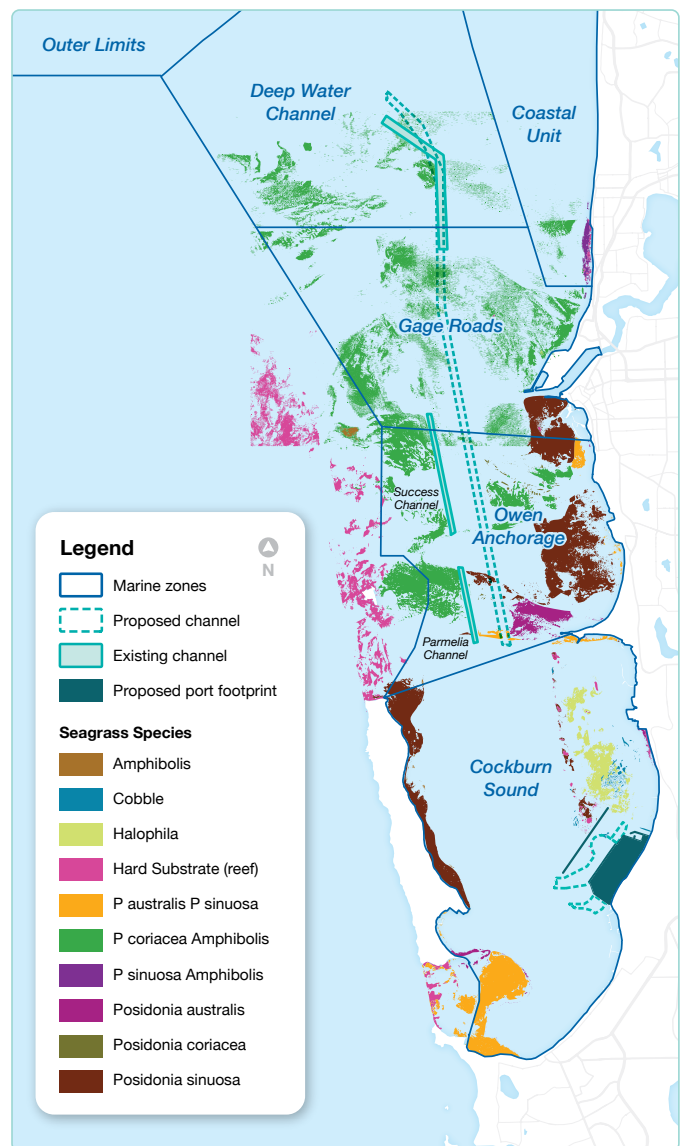 Outer Limits
Deep Water
Channel
Coastal
Unit
Gage Roads
Success
Channel
Owen
Anchorage
Parmelia
Channel
Cockburn
Sound
Legend
N
Marine zones
Proposed channel
Existing channel
Proposed port footprint
Seagrass Species
Amphibolis
Cobble
Halophila
Hard Substrate (reef)
P australis P sinuosa
P coriacea Amphibolis
P sinuosa Amphibolis
Posidonia australis
Posidonia coriacea
Posidonia sinuosa